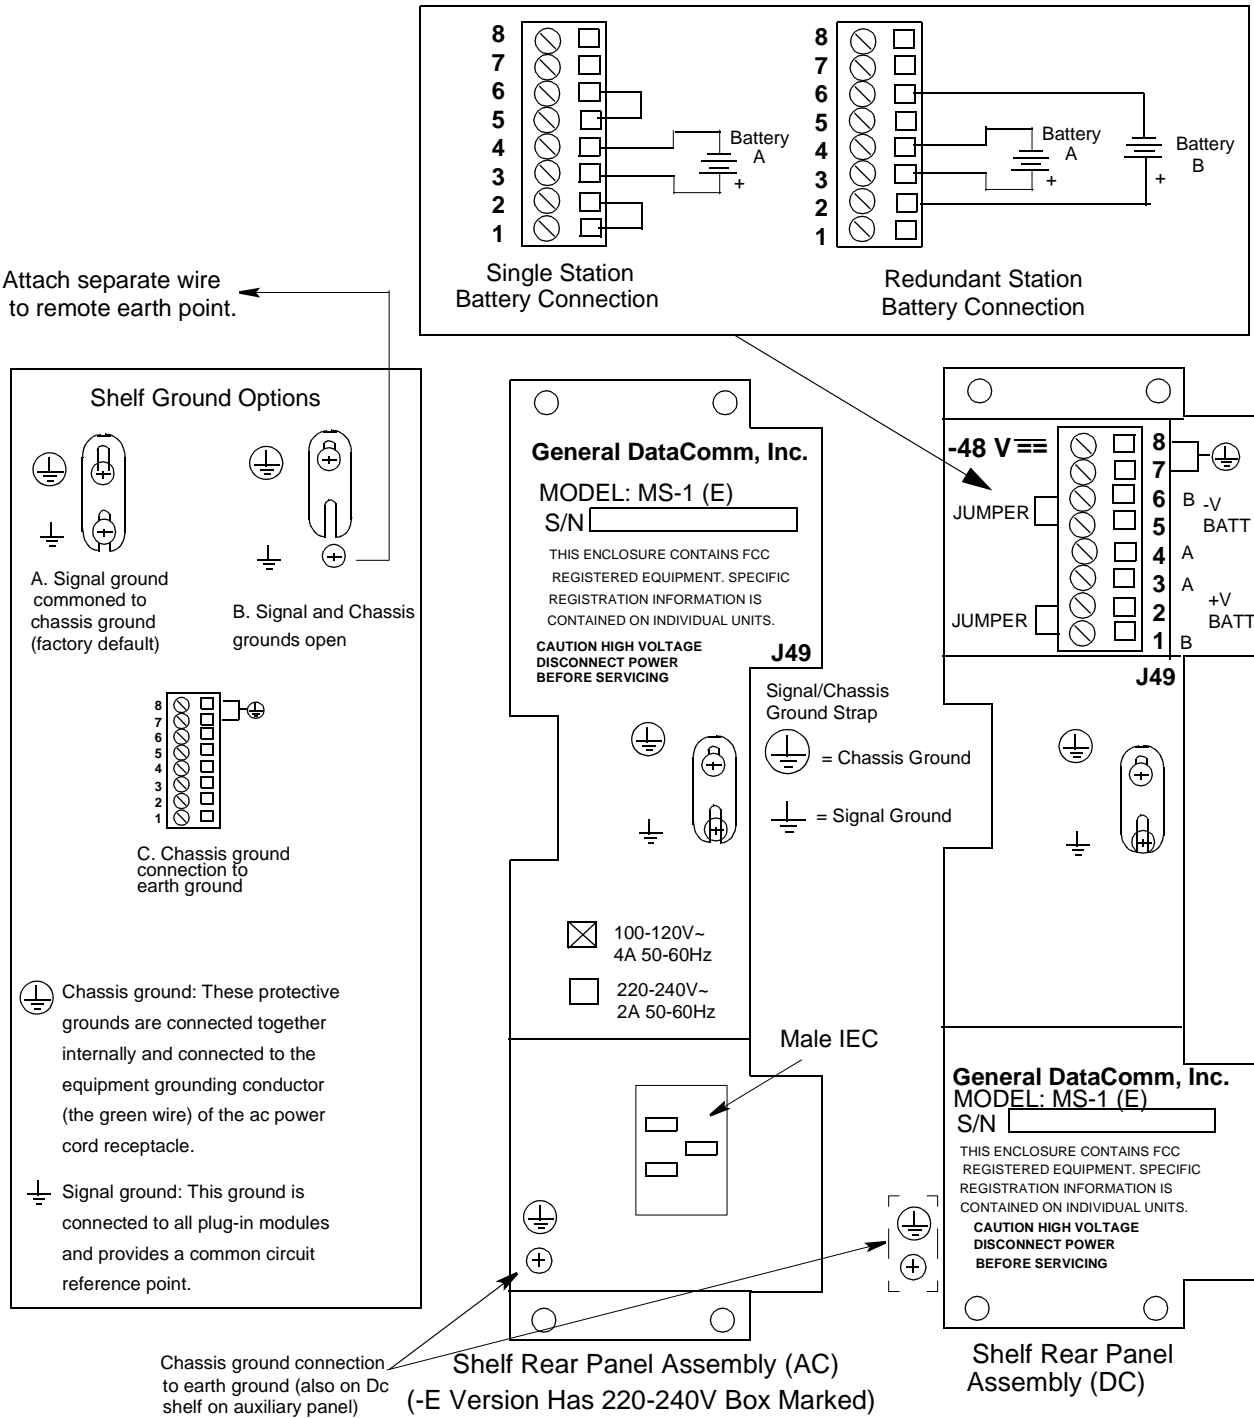 8
7
6
5
4
3
2
1
Battery
A
+
Single Station
Battery Connection
8
7
6
5
4
3
2
1
Battery
A
+
Battery
B
+
Redundant Station
Battery Connection
Attach separate wire
to remote earth point.
Shelf Ground Options
A. Signal ground
commoned to
chassis ground
(factory default)
B. Signal and Chassis
grounds open
8
7
6
5
4
3
2
1
C. Chassis ground
connection to
earth ground
Chassis ground: These protective
grounds are connected together
internally and connected to the
equipment grounding conductor
(the green wire) of the ac power
cord receptacle.
Signal ground: This ground is
connected to all plug-in modules
and provides a common circuit
reference point.
General DataComm, Inc.
MODEL: MS-1 (E)
S/N
THIS ENCLOSURE CONTAINS FCC
REGISTERED EQUIPMENT. SPECIFIC
REGISTRATION INFORMATION IS
CONTAINED ON INDIVIDUAL UNITS.
CAUTION HIGH VOLTAGE
DISCONNECT POWER
BEFORE SERVICING
J49
Signal/Chassis
Ground Strap
= Chassis Ground
= Signal Ground
100-120V~
4A 50-60Hz
220-240V~
2A 50-60Hz
Male IEC
Chassis ground connection
to earth ground (also on Dc
shelf on auxiliary panel)
Shelf Rear Panel Assembly (AC)
(-E Version Has 220-240V Box Marked)
-48 V
JUMPER
JUMPER
8
7
6
5
4
3
2
1
B
-V
BATT
A
A
+V
BATT
B
J49
General DataComm, Inc.
MODEL: MS-1 (E)
S/N
THIS ENCLOSURE CONTAINS FCC
REGISTERED EQUIPMENT. SPECIFIC
REGISTRATION INFORMATION IS
CONTAINED ON INDIVIDUAL UNITS.
CAUTION HIGH VOLTAGE
DISCONNECT POWER
BEFORE SERVICING
Shelf Rear Panel
Assembly (DC)